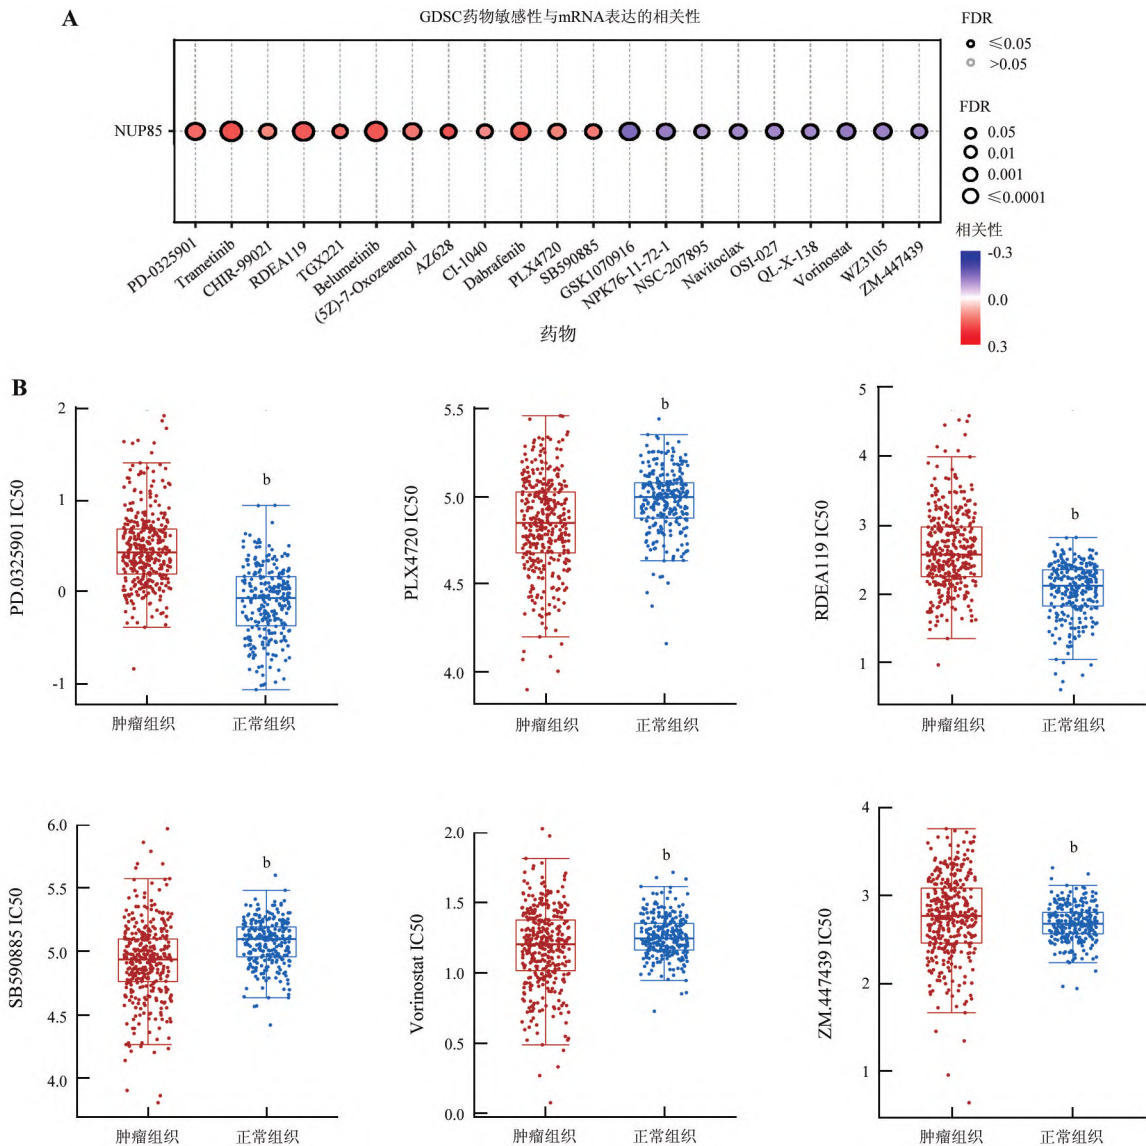 A
GDSC药物敏感性与mRNA表达的相关性
NUP85
PD-0325901
Trametinib
CHIR-99021
RDEA119
TGX221
Belumetinib
(5Z)-7-Oxozeaenol
AZ628
CI-1040
Dabrafenib
PLX4720
SB590885
GSK1070916
NPK76-11-72-1
NSC-207895
Navitoclax
OSI-027
QL-X-138
Vorinostat
WZ3105
ZM-447439
药物
FDR
≤0.05
>0.05
FDR
0.05
0.01
0.001
≤0.0001
相关性
-0.3
0.0
0.3
B
PD.0325901 IC50
2
1
0
-1
b
肿瘤组织 正常组织
PLX4720 IC50
5.5
5.0
4.5
4.0
b
肿瘤组织 正常组织
RDEA119 IC50
5
4
3
2
1
b
肿瘤组织 正常组织
SB590885 IC50
6.0
5.5
5.0
4.5
4.0
b
肿瘤组织 正常组织
Vorinostat IC50
2.0
1.5
1.0
0.5
0.0
b
肿瘤组织 正常组织
ZM.447439 IC50
4
3
2
1
b
肿瘤组织 正常组织